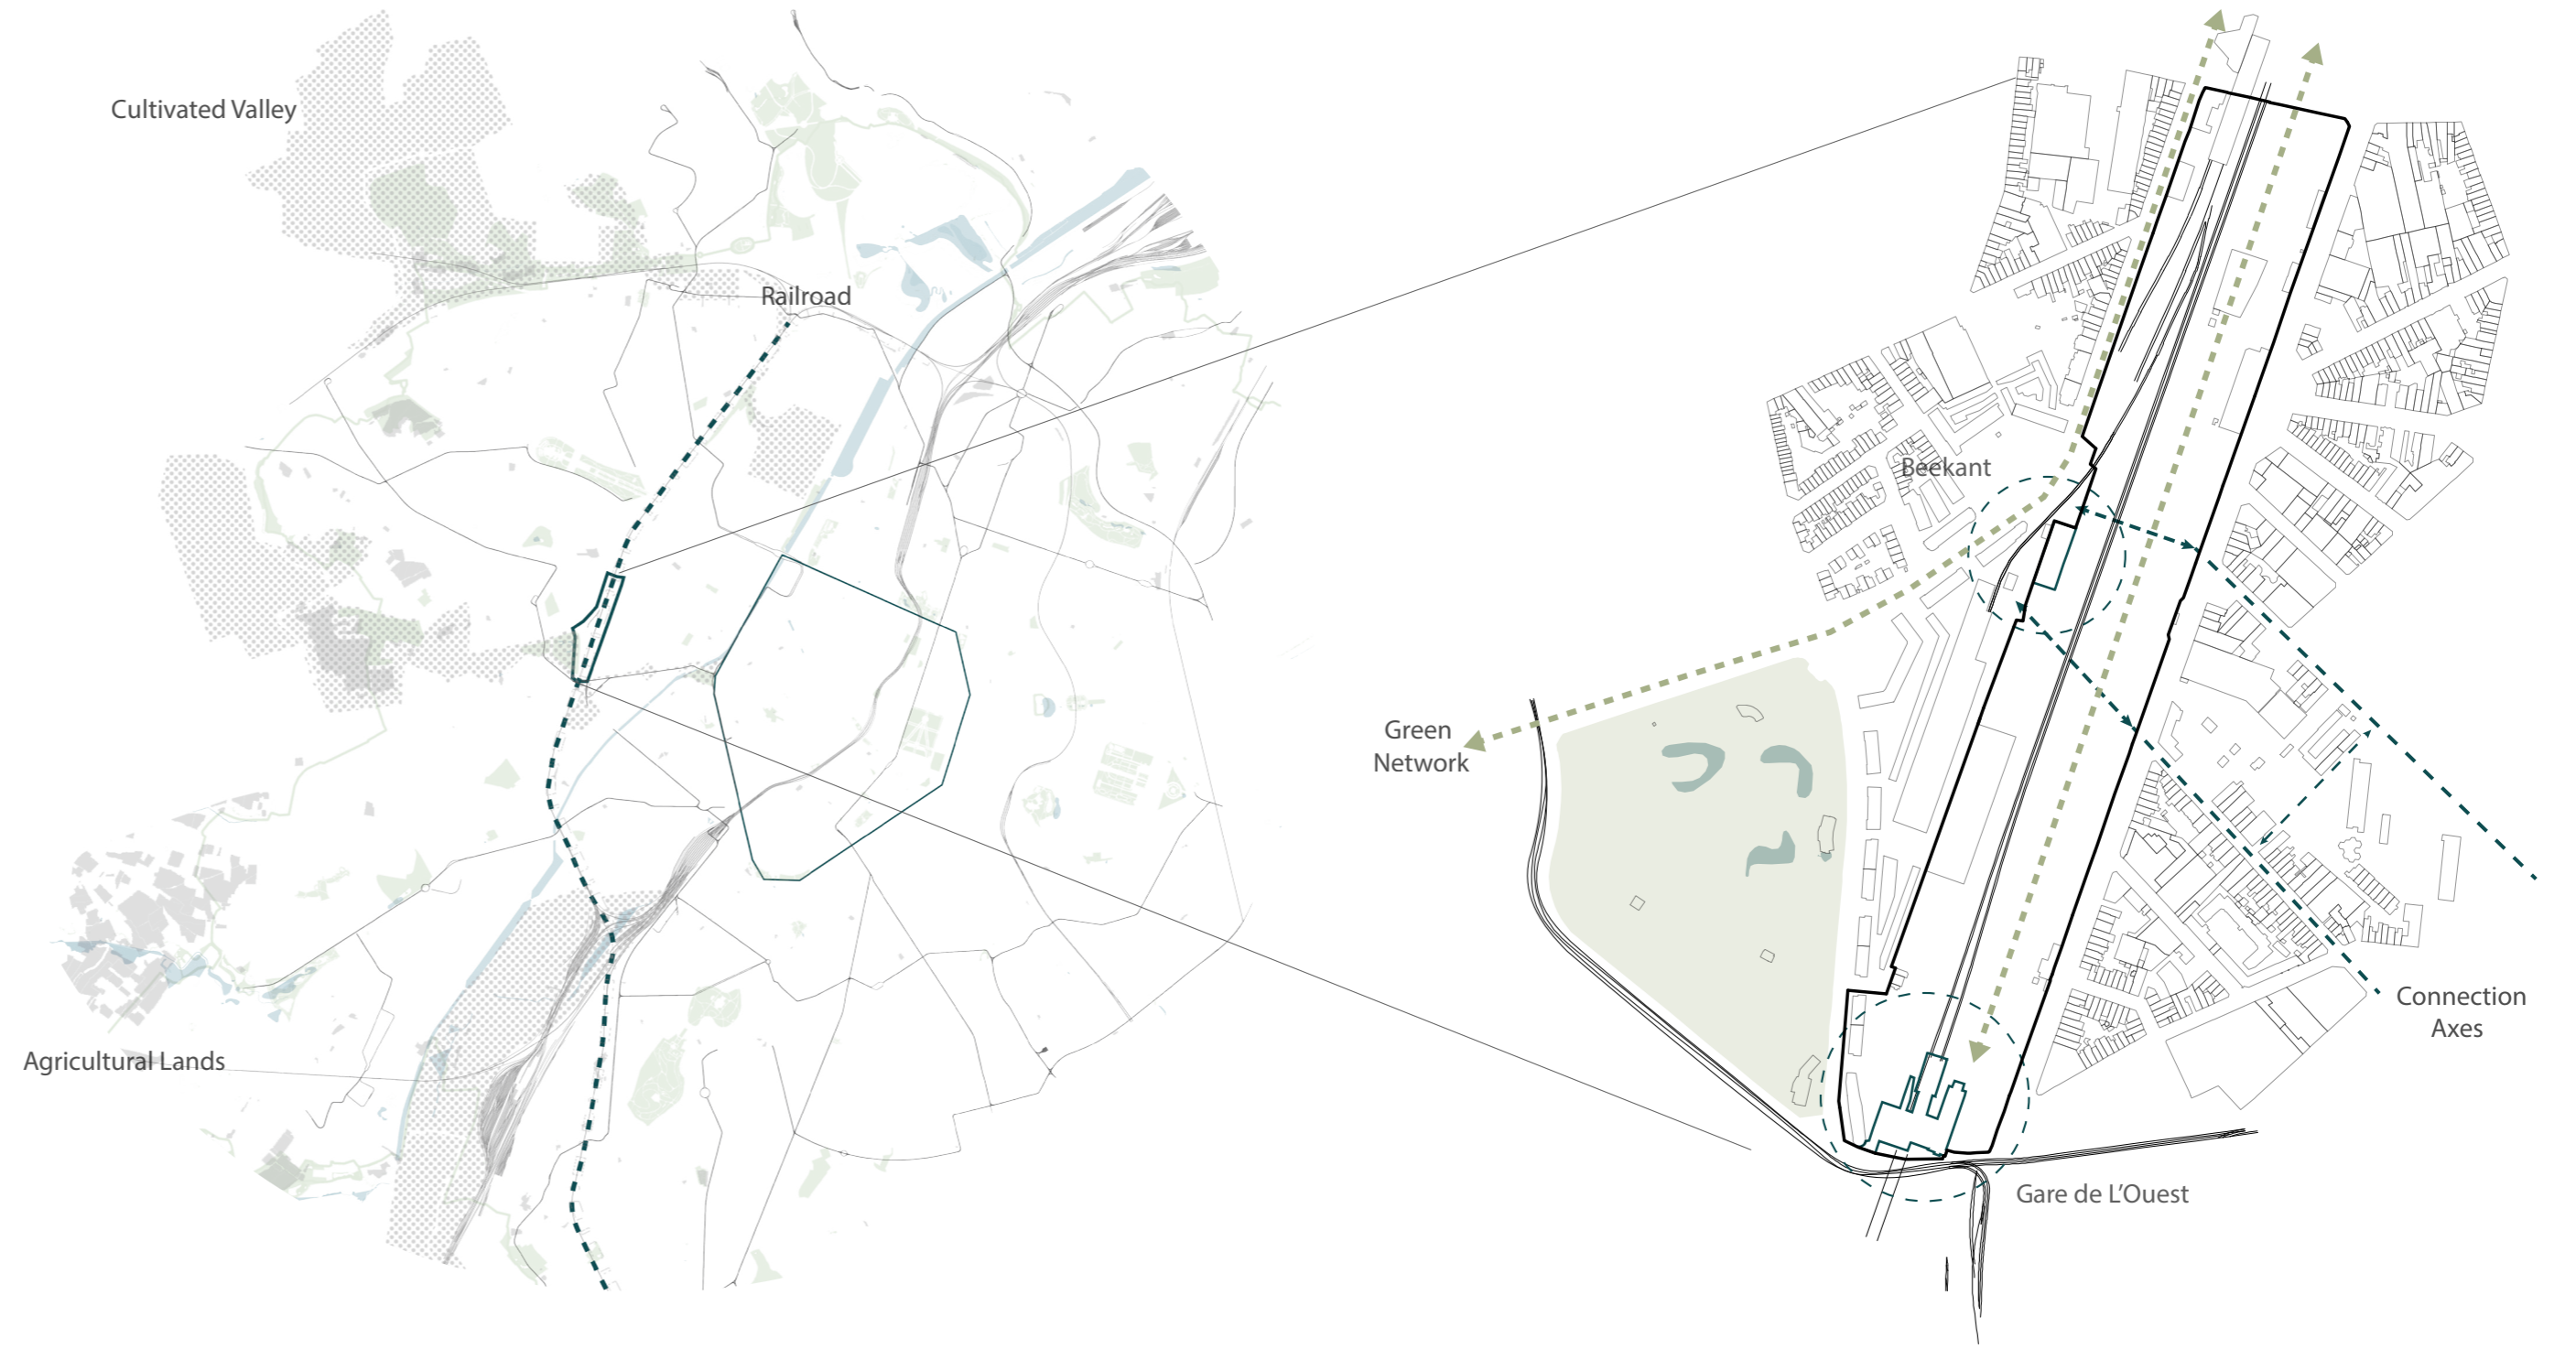 Cultivated Valley
Railroad
Agricultural Lands
Beekant
Green
Network
Connection
Axes
Gare de L’Ouest